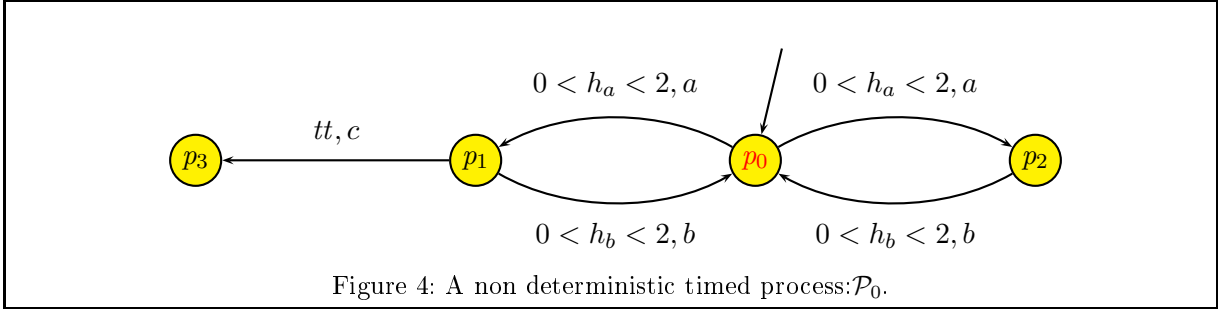 0 < h_a < 2, a
0 < h_a < 2, a
tt, c
p_3
p_1
p_0
p_2
0 < h_b < 2, b
0 < h_b < 2, b
Figure 4: A non deterministic timed process:𝒫_0.